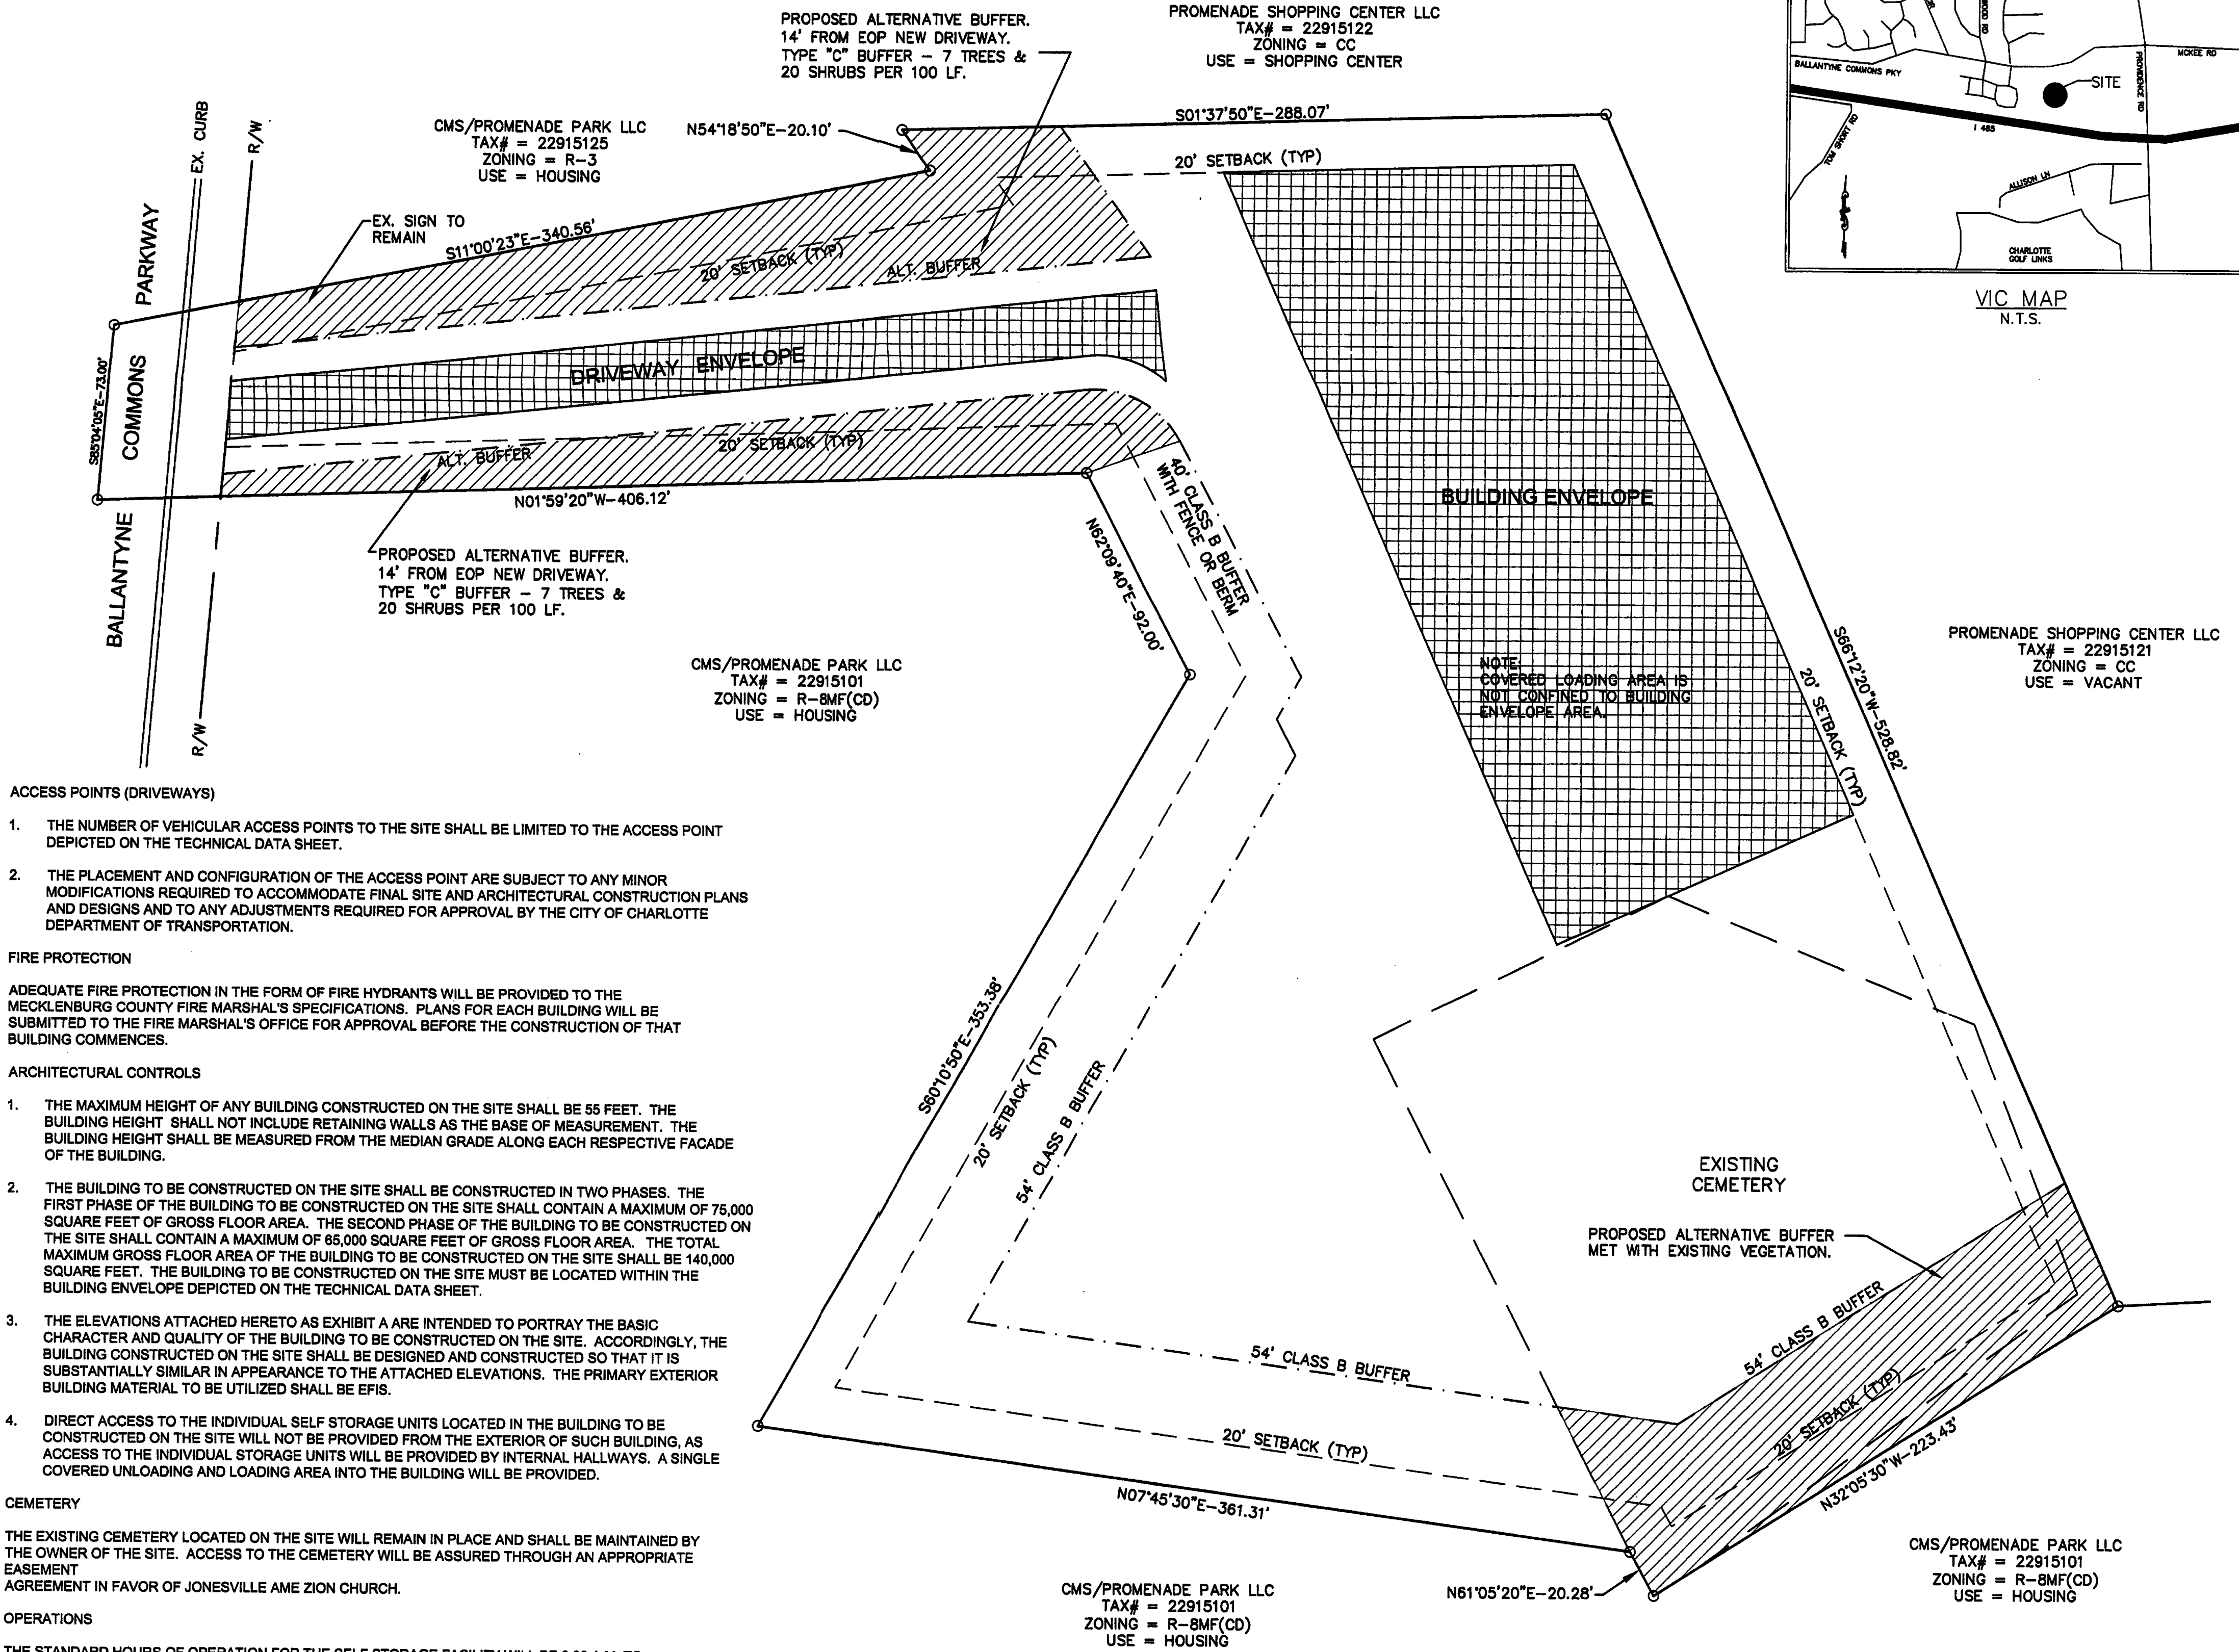 PROPOSED ALTERNATIVE BUFFER.
14' FROM EOP NEW DRIVEWAY.
TYPE "C" BUFFER – 7 TREES &
20 SHRUBS PER 100 LF.
PROMENADE SHOPPING CENTER LLC
TAX# = 22915122
ZONING = CC
USE = SHOPPING CENTER
MCKEE RD
BALLANTYNE COMMONS PKY
PROVIDENCE RD
SITE
I 485
TOM SHORT RD
ALLISON LN
CHARLOTTE
GOLF LINKS
VIC MAP
N.T.S.
EX. CURB
R/W
CMS/PROMENADE PARK LLC
TAX# = 22915125
ZONING = R-3
USE = HOUSING
N54°18'50"E-20.10'
S01°37'50"E-288.07'
20' SETBACK (TYP)
EX. SIGN TO
REMAIN
S11°00'23"E-340.56'
20' SETBACK (TYP)
ALT. BUFFER
BALLANTYNE COMMONS PARKWAY
S85°04'05"E-73.00'
DRIVEWAY ENVELOPE
20' SETBACK (TYP)
ALT. BUFFER
N01°59'20"W-406.12'
40' CLASS B BUFFER
WITH FENCE OR BERM
BUILDING ENVELOPE
PROPOSED ALTERNATIVE BUFFER.
14' FROM EOP NEW DRIVEWAY.
TYPE "C" BUFFER – 7 TREES &
20 SHRUBS PER 100 LF.
N62°09'40"E-92.00'
R/W
CMS/PROMENADE PARK LLC
TAX# = 22915101
ZONING = R-8MF(CD)
USE = HOUSING
NOTE:
COVERED LOADING AREA IS
NOT CONFINED TO BUILDING
ENVELOPE AREA.
20' SETBACK (TYP)
S66°12'20"W-528.82'
PROMENADE SHOPPING CENTER LLC
TAX# = 22915121
ZONING = CC
USE = VACANT
ACCESS POINTS (DRIVEWAYS)
1. THE NUMBER OF VEHICULAR ACCESS POINTS TO THE SITE SHALL BE LIMITED TO THE ACCESS POINT
DEPICTED ON THE TECHNICAL DATA SHEET.
2. THE PLACEMENT AND CONFIGURATION OF THE ACCESS POINT ARE SUBJECT TO ANY MINOR
MODIFICATIONS REQUIRED TO ACCOMMODATE FINAL SITE AND ARCHITECTURAL CONSTRUCTION PLANS
AND DESIGNS AND TO ANY ADJUSTMENTS REQUIRED FOR APPROVAL BY THE CITY OF CHARLOTTE
DEPARTMENT OF TRANSPORTATION.
FIRE PROTECTION
ADEQUATE FIRE PROTECTION IN THE FORM OF FIRE HYDRANTS WILL BE PROVIDED TO THE
MECKLENBURG COUNTY FIRE MARSHAL'S SPECIFICATIONS. PLANS FOR EACH BUILDING WILL BE
SUBMITTED TO THE FIRE MARSHAL'S OFFICE FOR APPROVAL BEFORE THE CONSTRUCTION OF THAT
BUILDING COMMENCES.
ARCHITECTURAL CONTROLS
1. THE MAXIMUM HEIGHT OF ANY BUILDING CONSTRUCTED ON THE SITE SHALL BE 55 FEET. THE
BUILDING HEIGHT SHALL NOT INCLUDE RETAINING WALLS AS THE BASE OF MEASUREMENT. THE
BUILDING HEIGHT SHALL BE MEASURED FROM THE MEDIAN GRADE ALONG EACH RESPECTIVE FACADE
OF THE BUILDING.
2. THE BUILDING TO BE CONSTRUCTED ON THE SITE SHALL BE CONSTRUCTED IN TWO PHASES. THE
FIRST PHASE OF THE BUILDING TO BE CONSTRUCTED ON THE SITE SHALL CONTAIN A MAXIMUM OF 75,000
SQUARE FEET OF GROSS FLOOR AREA. THE SECOND PHASE OF THE BUILDING TO BE CONSTRUCTED ON
THE SITE SHALL CONTAIN A MAXIMUM OF 65,000 SQUARE FEET OF GROSS FLOOR AREA. THE TOTAL
MAXIMUM GROSS FLOOR AREA OF THE BUILDING TO BE CONSTRUCTED ON THE SITE SHALL BE 140,000
SQUARE FEET. THE BUILDING TO BE CONSTRUCTED ON THE SITE MUST BE LOCATED WITHIN THE
BUILDING ENVELOPE DEPICTED ON THE TECHNICAL DATA SHEET.
3. THE ELEVATIONS ATTACHED HERETO AS EXHIBIT A ARE INTENDED TO PORTRAY THE BASIC
CHARACTER AND QUALITY OF THE BUILDING TO BE CONSTRUCTED ON THE SITE. ACCORDINGLY, THE
BUILDING CONSTRUCTED ON THE SITE SHALL BE DESIGNED AND CONSTRUCTED SO THAT IT IS
SUBSTANTIALLY SIMILAR IN APPEARANCE TO THE ATTACHED ELEVATIONS. THE PRIMARY EXTERIOR
BUILDING MATERIAL TO BE UTILIZED SHALL BE EFIS.
4. DIRECT ACCESS TO THE INDIVIDUAL SELF STORAGE UNITS LOCATED IN THE BUILDING TO BE
CONSTRUCTED ON THE SITE WILL NOT BE PROVIDED FROM THE EXTERIOR OF SUCH BUILDING, AS
ACCESS TO THE INDIVIDUAL STORAGE UNITS WILL BE PROVIDED BY INTERNAL HALLWAYS. A SINGLE
COVERED UNLOADING AND LOADING AREA INTO THE BUILDING WILL BE PROVIDED.
CEMETERY
THE EXISTING CEMETERY LOCATED ON THE SITE WILL REMAIN IN PLACE AND SHALL BE MAINTAINED BY
THE OWNER OF THE SITE. ACCESS TO THE CEMETERY WILL BE ASSURED THROUGH AN APPROPRIATE
EASEMENT
AGREEMENT IN FAVOR OF JONESVILLE AME ZION CHURCH.
OPERATIONS
S60°10'50"E-353.38'
20' SETBACK (TYP)
54' CLASS B BUFFER
EXISTING
CEMETERY
PROPOSED ALTERNATIVE BUFFER
MET WITH EXISTING VEGETATION.
54' CLASS B BUFFER
54' CLASS B BUFFER
20' SETBACK (TYP)
20' SETBACK (TYP)
N07°45'30"E-361.31'
N32°05'30"W-223.43'
N61°05'20"E-20.28'
CMS/PROMENADE PARK LLC
TAX# = 22915101
ZONING = R-8MF(CD)
USE = HOUSING
CMS/PROMENADE PARK LLC
TAX# = 22915101
ZONING = R-8MF(CD)
USE = HOUSING